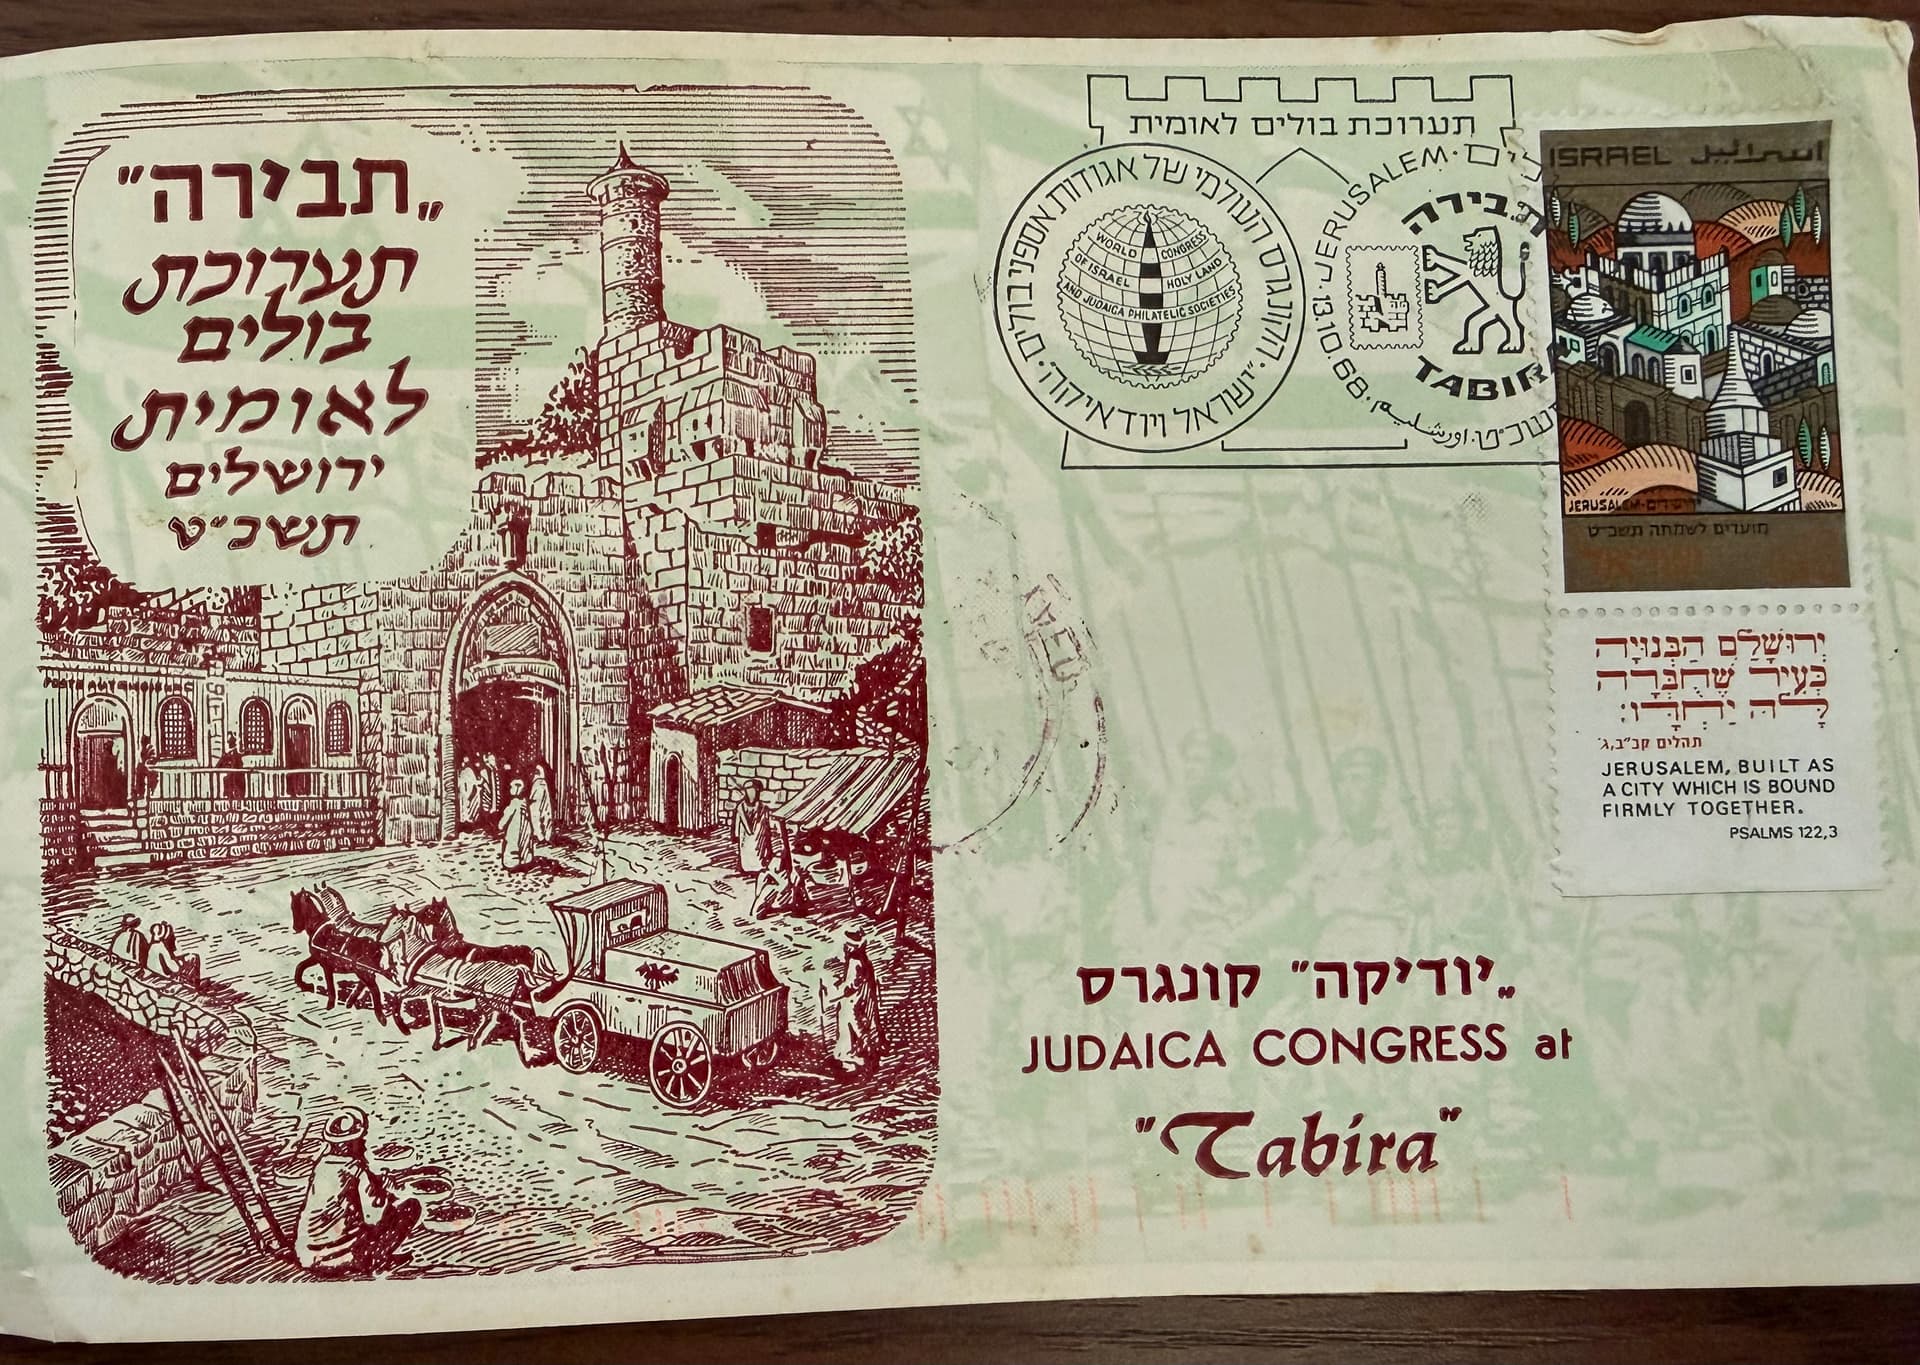 „תבירה"
תערוכת
בולים
לאומית
ירושלים
תשכ"ט
תערוכת בולים לאומית
הקונגרס העולמי של אגודות אספני בולים
"ישראל ויודאיקה"
WORLD CONGRESS
OF ISRAEL HOLY LAND
AND JUDAICA PHILATELIC SOCIETIES
JERUSALEM
13.10.68
תבירה
TABIRA
اورشليم
ISRAEL
JERUSALEM
מועדים לשמחה תשכ"ט
יְרוּשָׁלַםִ הַבְּנוּיָה
כְּעִיר שֶׁחֻבְּרָה
לָּהּ יַחְדָּו:
תהלים קכ"ב,ג'
JERUSALEM, BUILT AS
A CITY WHICH IS BOUND
FIRMLY TOGETHER.
PSALMS 122,3
„יודיקה" קונגרס
JUDAICA CONGRESS at
"Tabira"